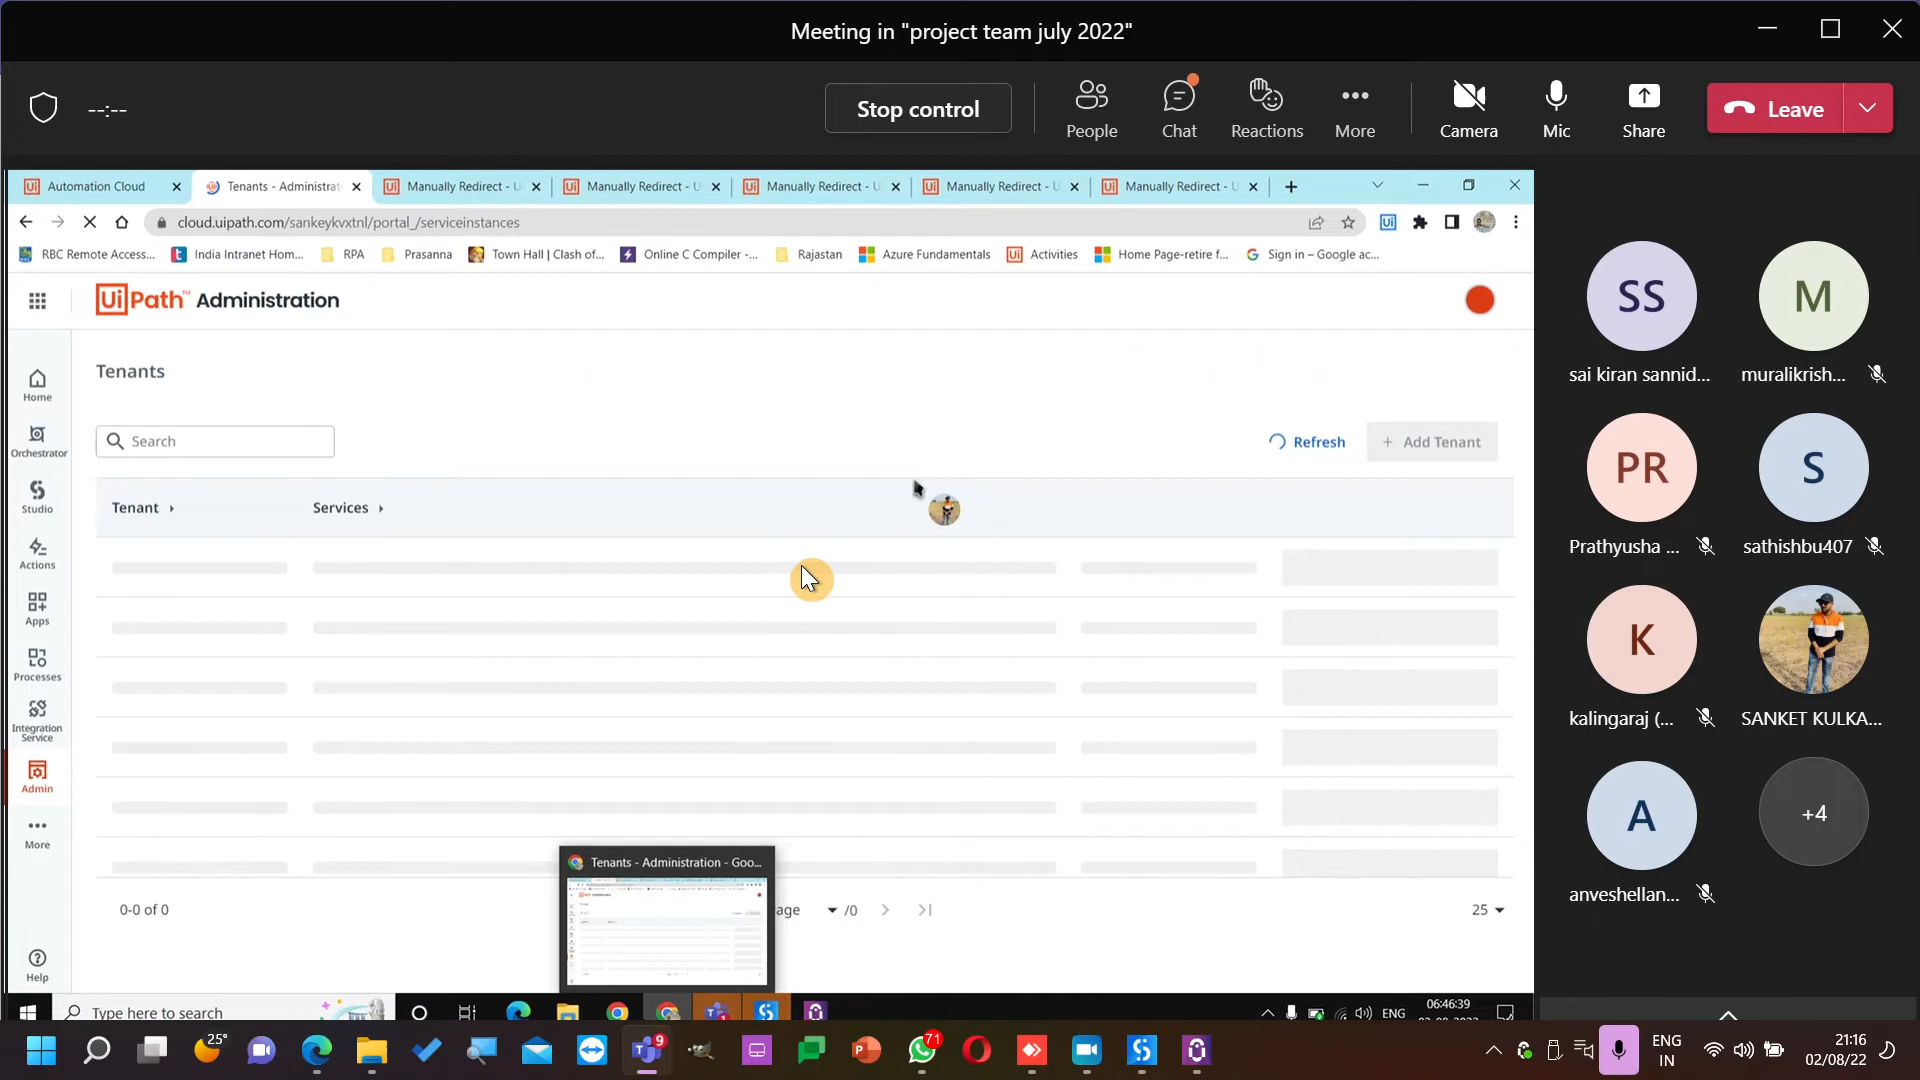 Meeting in "project team july 2022"
--:--
Stop control
People
Chat
Reactions
More
Camera
Mic
Share
Leave
Automation Cloud
Tenants - Administrat
Manually Redirect - U
Manually Redirect - U
Manually Redirect - U
Manually Redirect - U
Manually Redirect - U
cloud.uipath.com/sankeykvxtnl/portal_/serviceinstances
RBC Remote Access...
India Intranet Hom...
RPA
Prasanna
Town Hall | Clash of...
Online C Compiler -...
Rajastan
Azure Fundamentals
Activities
Home Page-retire f...
Sign in – Google ac...
UiPath™ Administration
Tenants
Search
Refresh
+ Add Tenant
Tenant
Services
Home
Orchestrator
Studio
Actions
Apps
Processes
Integration
Service
Admin
More
Help
Tenants - Administration - Goo...
0-0 of 0
age
/0
25
SS
sai kiran sannid...
M
muralikrish...
PR
Prathyusha ...
S
sathishbu407
K
kalingaraj (...
SANKET KULKA...
A
anveshellan...
+4
Type here to search
ENG
06:46:39
25°
9
71
ENG
IN
21:16
02/08/22